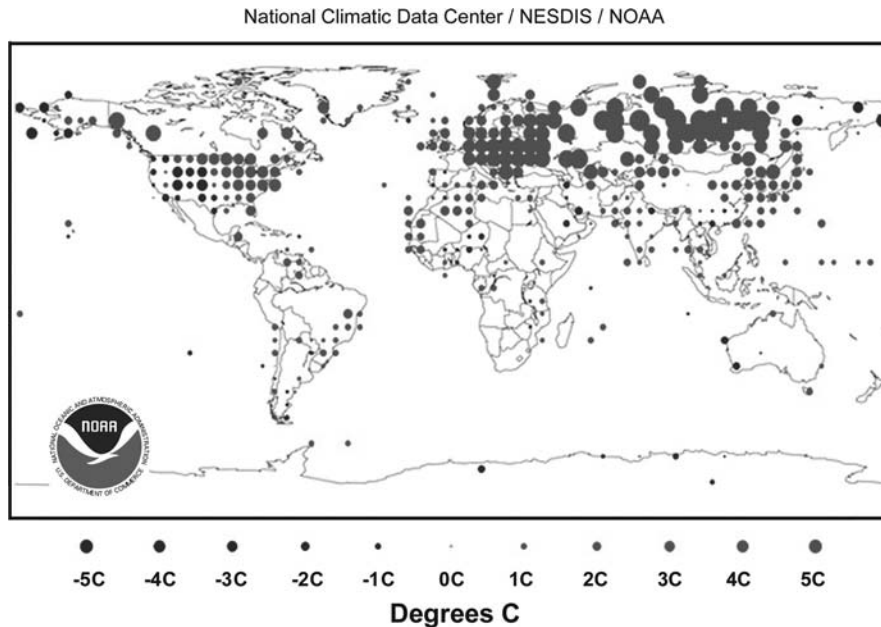 National Climatic Data Center / NESDIS / NOAA
NATIONAL OCEANIC AND ATMOSPHERIC ADMINISTRATION
NOAA
U.S. DEPARTMENT OF COMMERCE
-5C -4C -3C -2C -1C 0C 1C 2C 3C 4C 5C
Degrees C